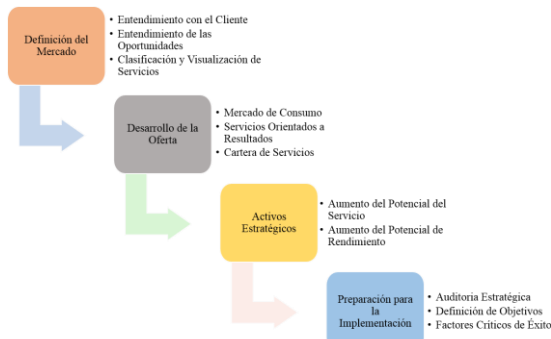 Definición del
Mercado
• Entendimiento con el Cliente
• Entendimiento de las
Oportunidades
• Clasificación y Visualización de
Servicios
Desarrollo de la
Oferta
• Mercado de Consumo
• Servicios Orientados a
Resultados
• Cartera de Servicios
Activos
Estratégicos
• Aumento del Potencial del
Servicio
• Aumento del Potencial de
Rendimiento
Preparación para
la
Implementación
• Auditoria Estratégica
• Definición de Objetivos
• Factores Críticos de Éxito